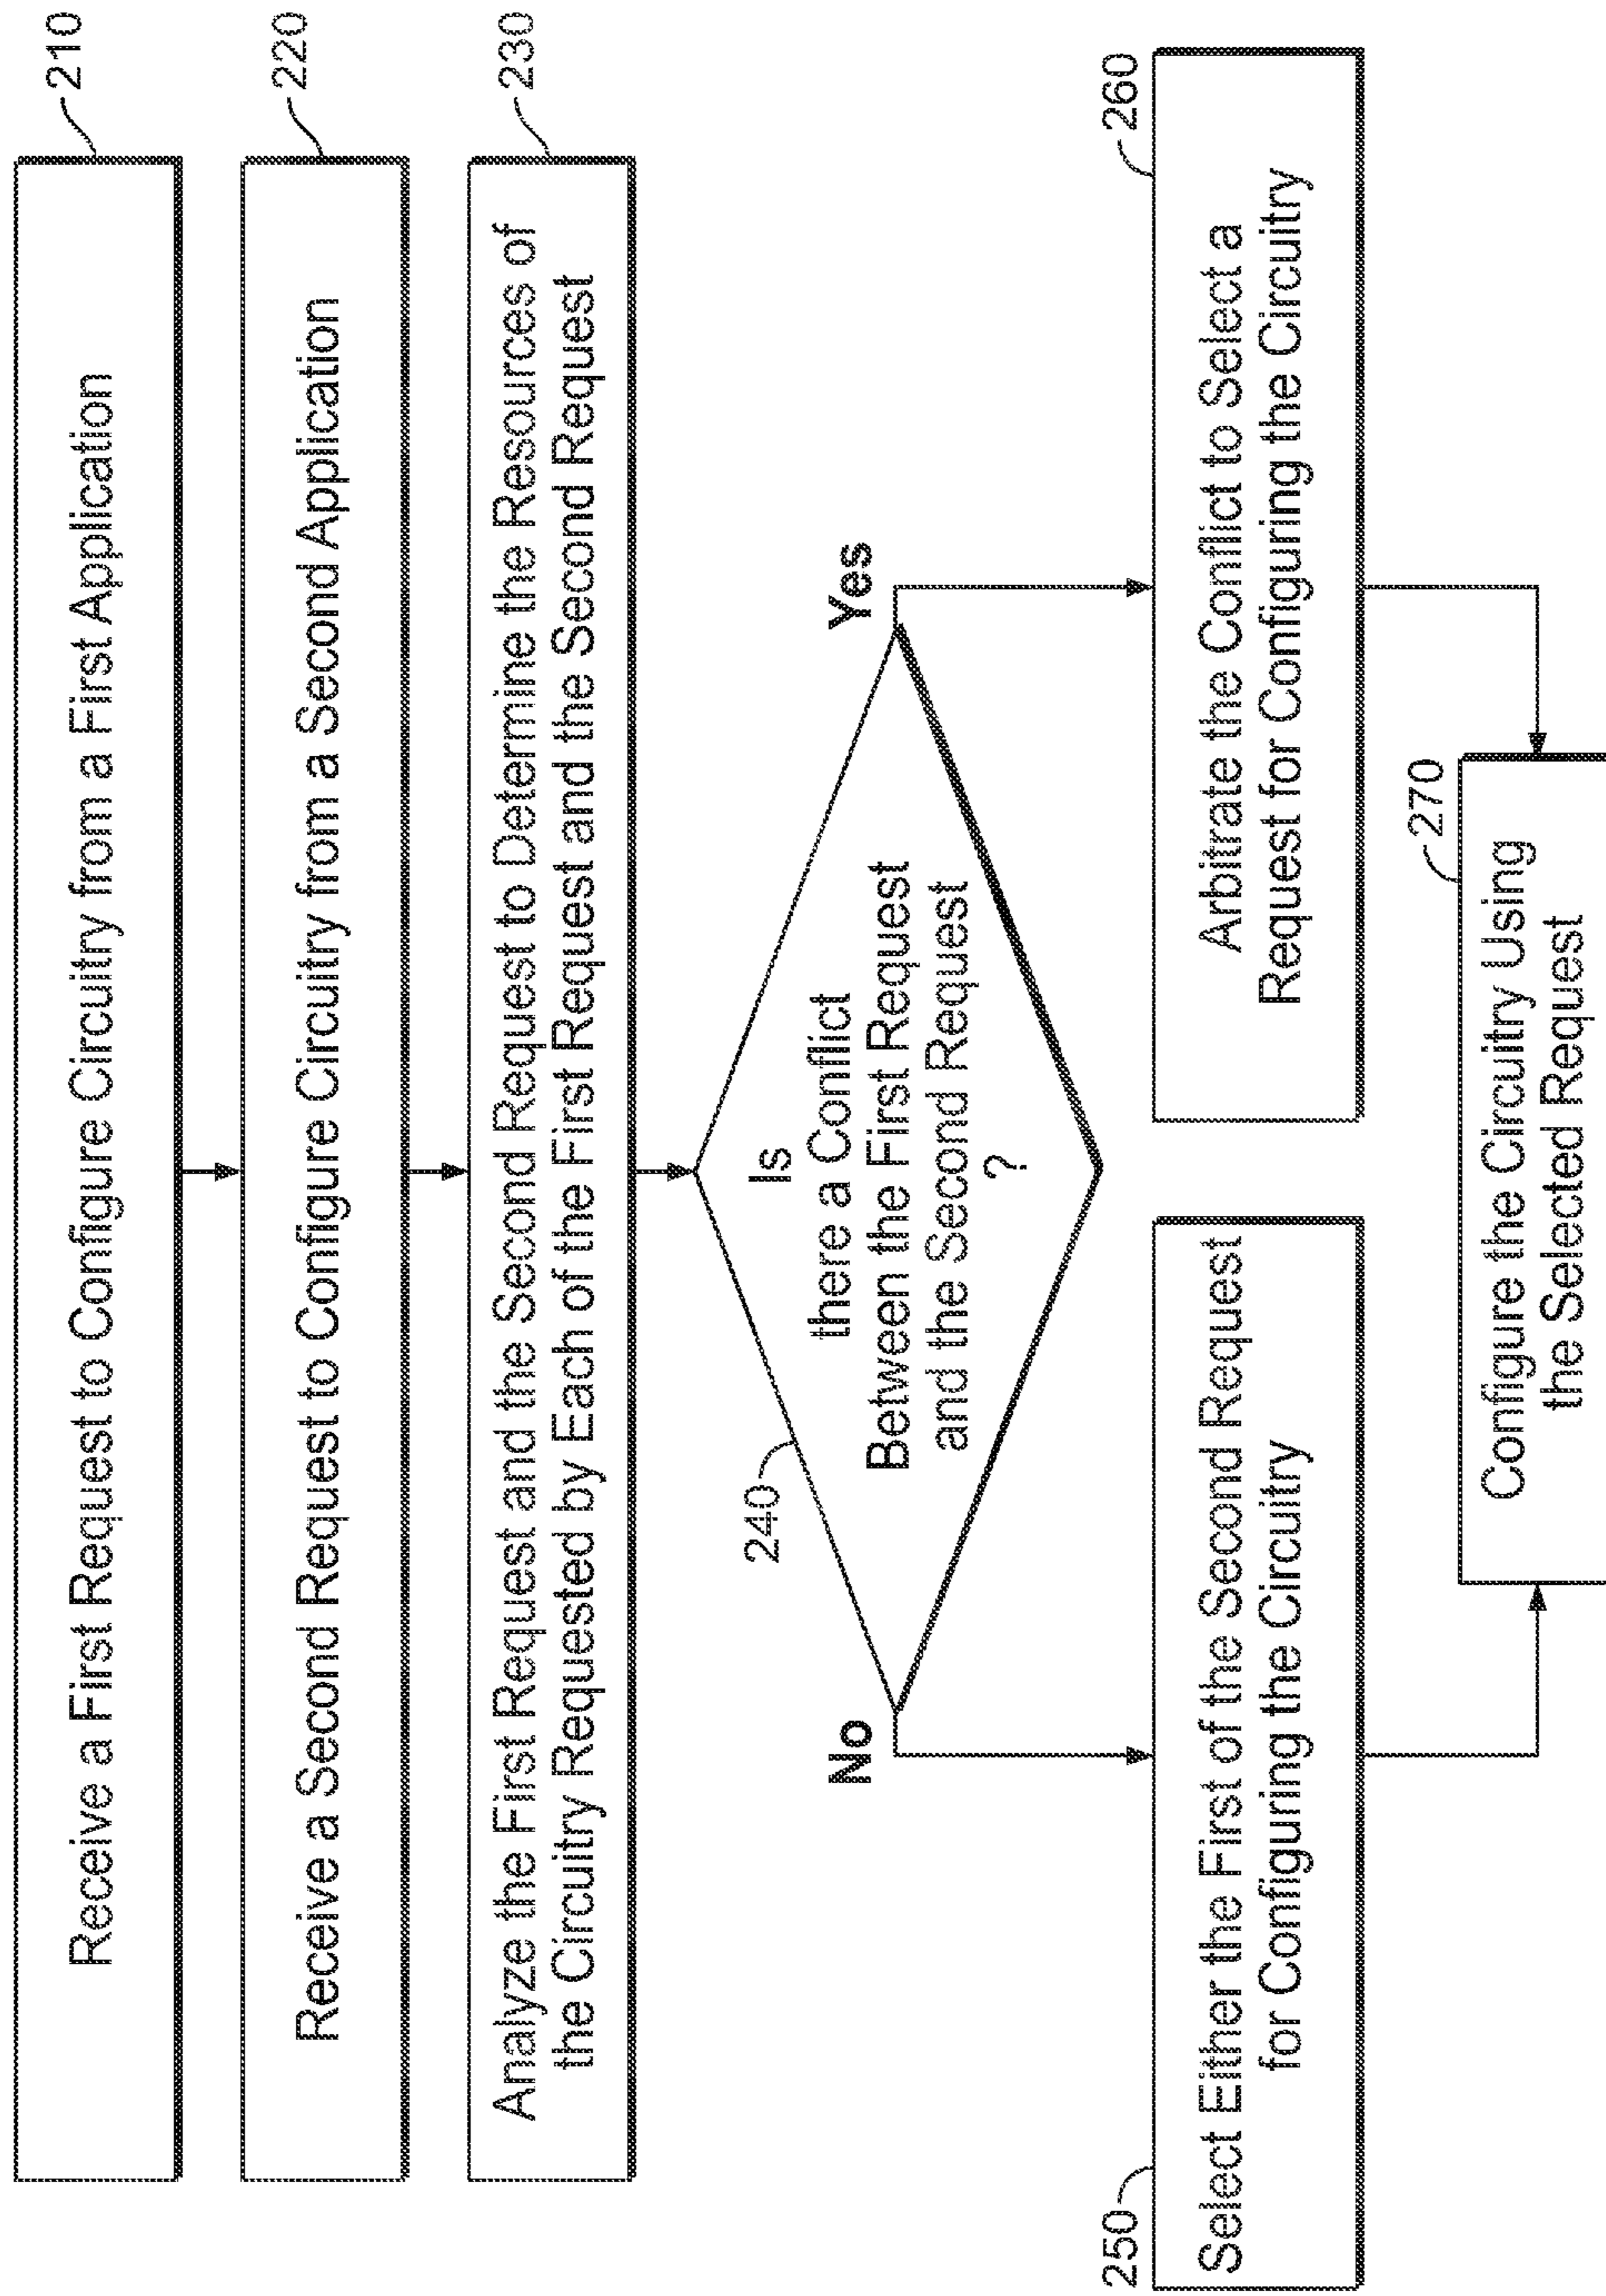 210
Receive a First Request to Configure Circuitry from a First Application
220
Receive a Second Request to Configure Circuitry from a Second Application
230
Analyze the First Request and the Second Request to Determine the Resources of
the Circuitry Requested by Each of the First Request and the Second Request
240
Is
there a Conflict
Between the First Request
and the Second Request
?
No
Yes
250
Select Either the First of the Second Request
for Configuring the Circuitry
260
Arbitrate the Conflict to Select a
Request for Configuring the Circuitry
270
Configure the Circuitry Using
the Selected Request